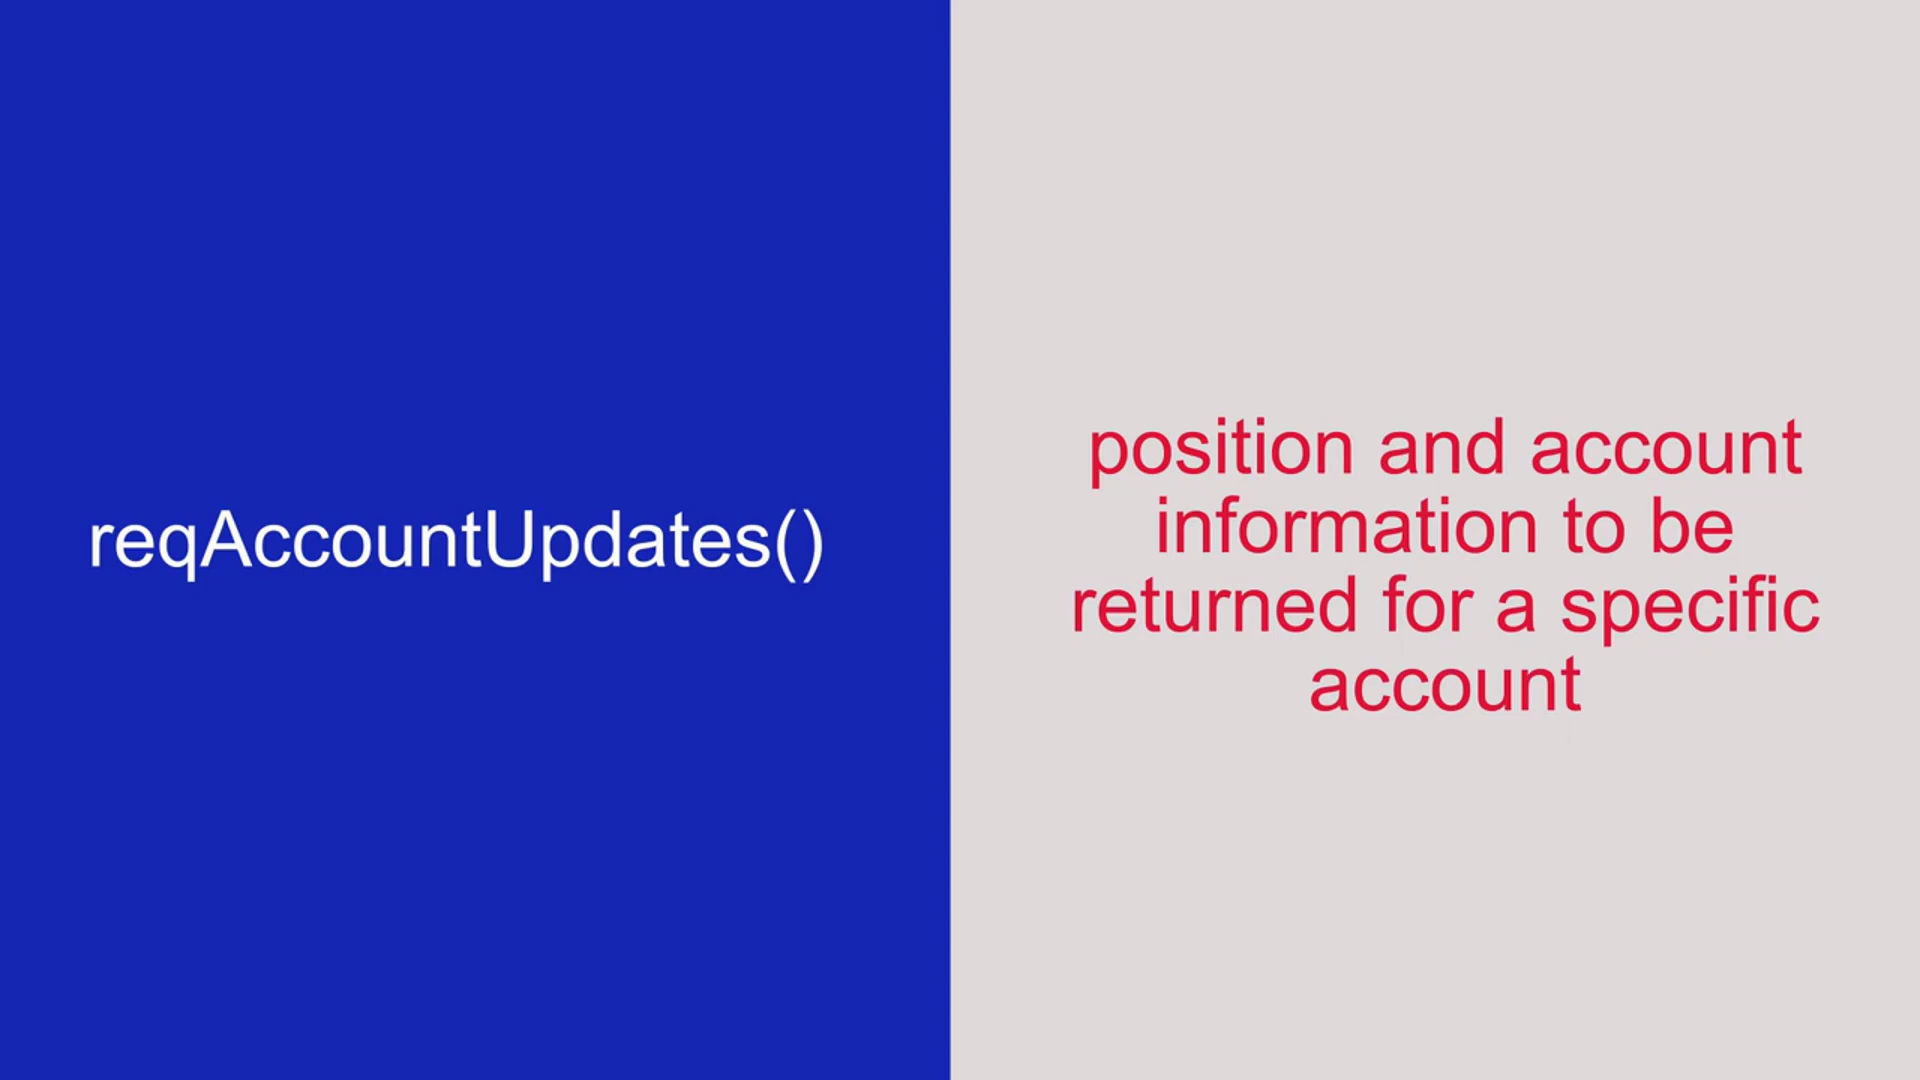 reqAccountUpdates()
position and account
information to be
returned for a specific
account